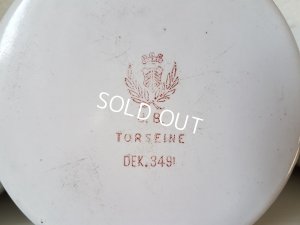 SOLD OUT
TORSEINE
DEK.3491